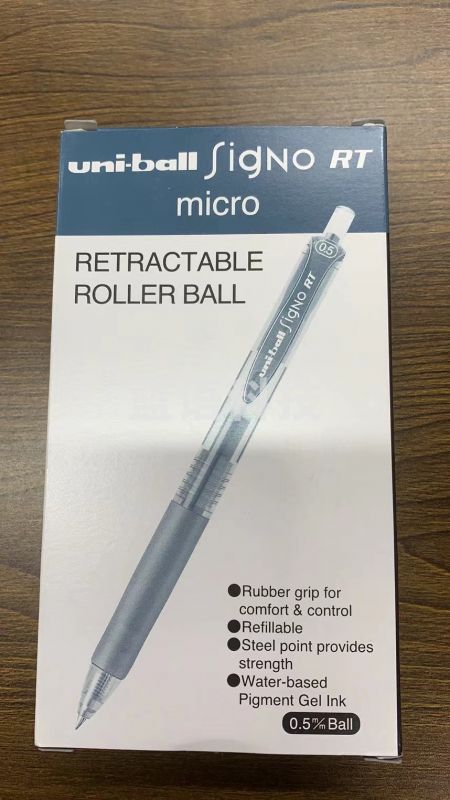 uni-ball SigNo RT
micro
RETRACTABLE
ROLLER BALL
0.5
uni-ball SigNo RT
●Rubber grip for
comfort & control
●Refillable
●Steel point provides
strength
●Water-based
Pigment Gel Ink
0.5 m/m Ball